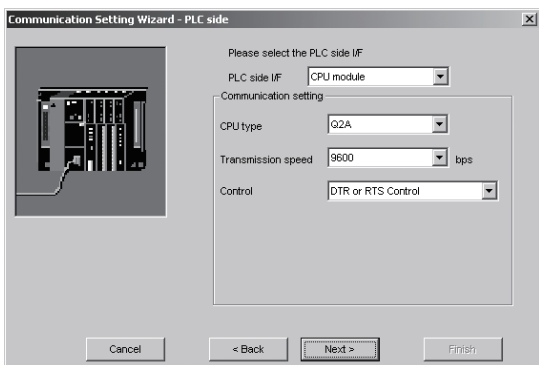 Communication Setting Wizard - PLC side
Please select the PLC side I/F
PLC side I/F CPU module
Communication setting
CPU type Q2A
Transmission speed 9600 bps
Control DTR or RTS Control
Cancel < Back Next > Finish